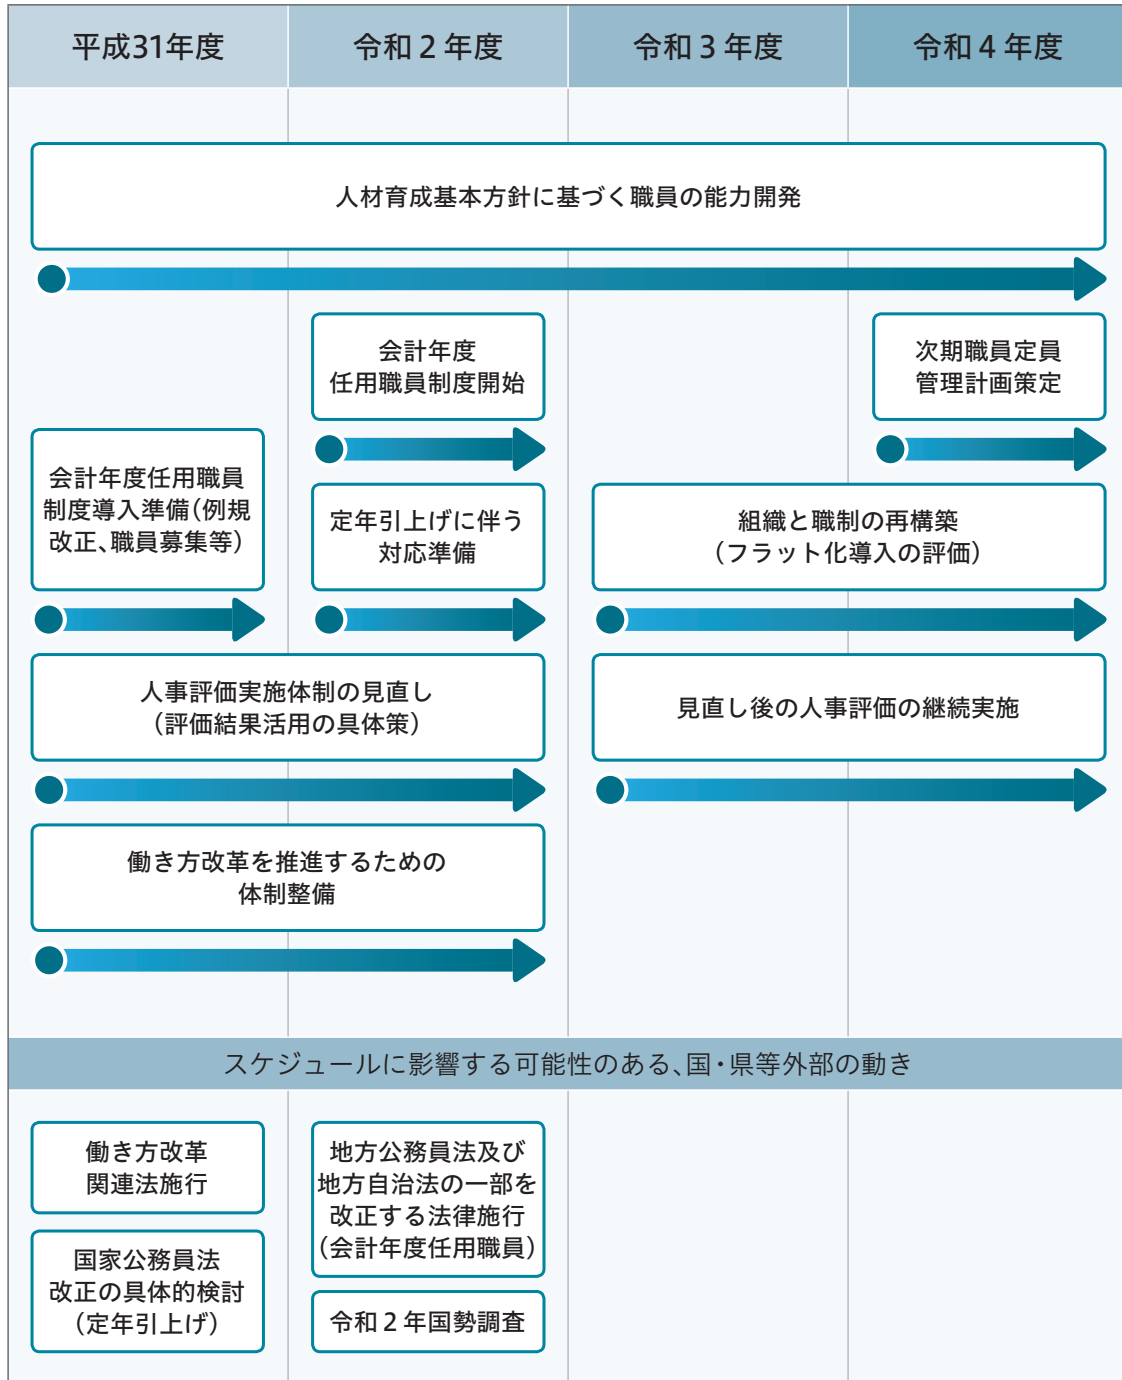 平成31年度
令和2年度
令和3年度
令和4年度
人材育成基本方針に基づく職員の能力開発
会計年度
任用職員制度開始
次期職員定員
管理計画策定
会計年度任用職員
制度導入準備(例規
改正、職員募集等)
定年引上げに伴う
対応準備
組織と職制の再構築
(フラット化導入の評価)
人事評価実施体制の見直し
(評価結果活用の具体策)
見直し後の人事評価の継続実施
働き方改革を推進するための
体制整備
スケジュールに影響する可能性のある、国・県等外部の動き
働き方改革
関連法施行
地方公務員法及び
地方自治法の一部を
改正する法律施行
(会計年度任用職員)
国家公務員法
改正の具体的検討
(定年引上げ)
令和2年国勢調査